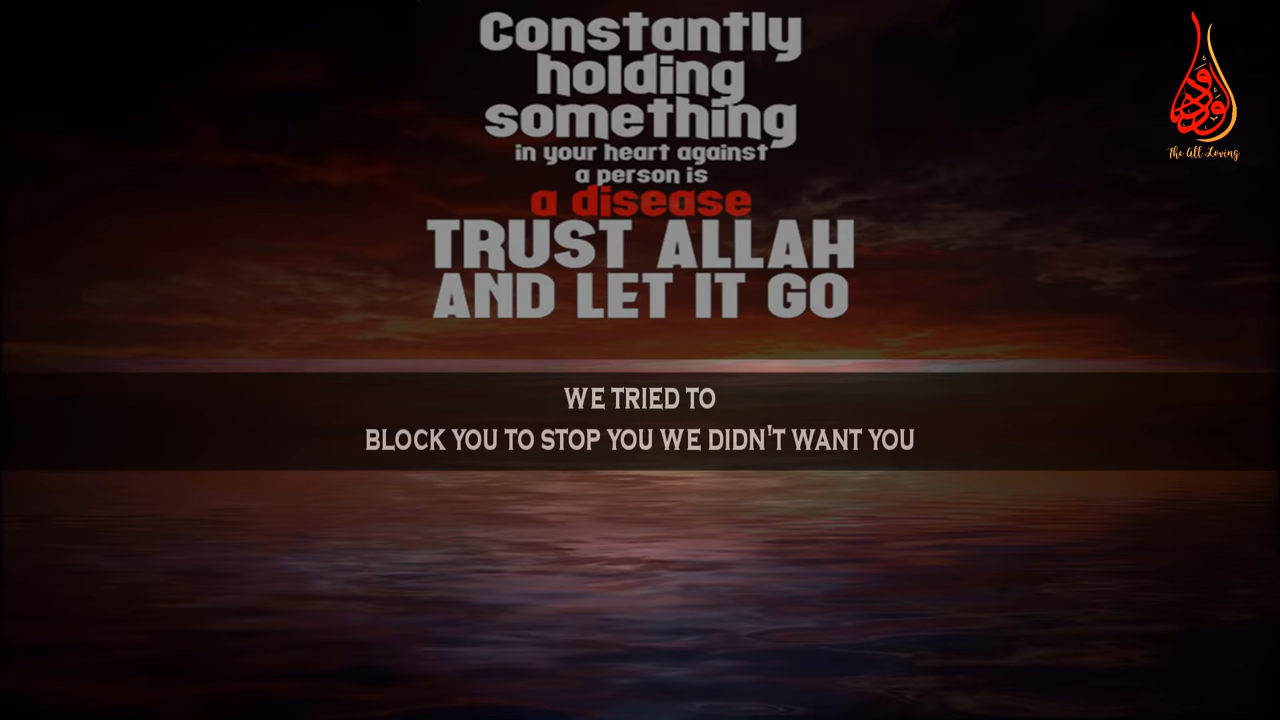 Constantly
holding
something
in your heart against
a person is
a disease
TRUST ALLAH
AND LET IT GO
WE TRIED TO
BLOCK YOU TO STOP YOU WE DIDN'T WANT YOU
الودود
The All Loving